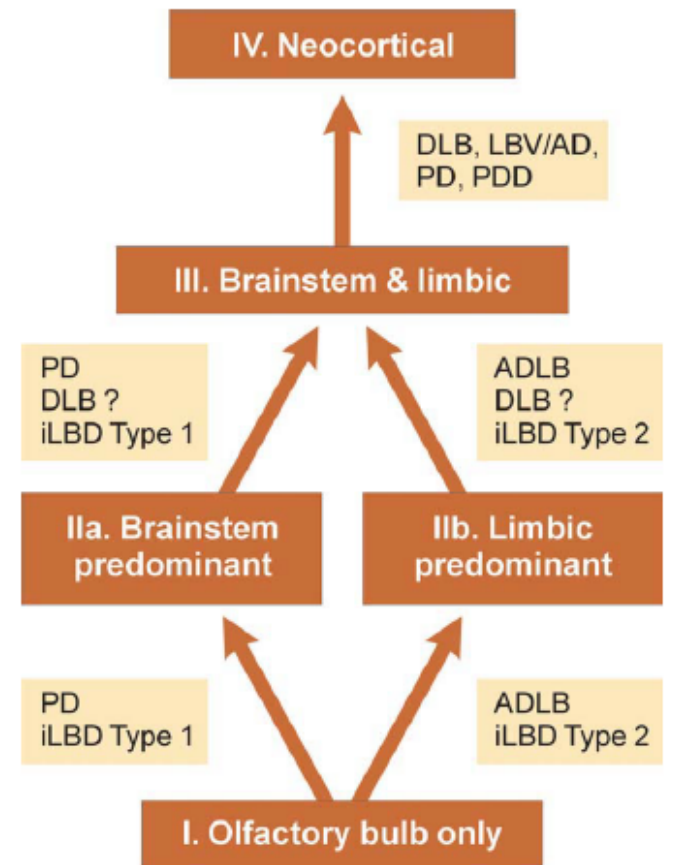 IV. Neocortical
DLB, LBV/AD,
PD, PDD
III. Brainstem & limbic
PD
DLB ?
iLBD Type 1
ADLB
DLB ?
iLBD Type 2
IIa. Brainstem
predominant
IIb. Limbic
predominant
PD
iLBD Type 1
ADLB
iLBD Type 2
I. Olfactory bulb only